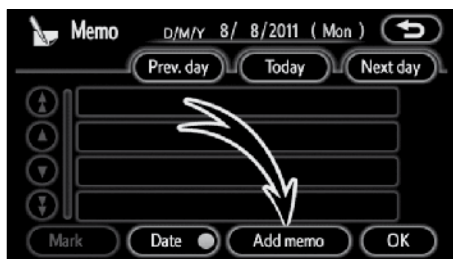 Memo D/M/Y 8/ 8/2011 ( Mon )
Prev. day Today Next day
Mark Date Add memo OK